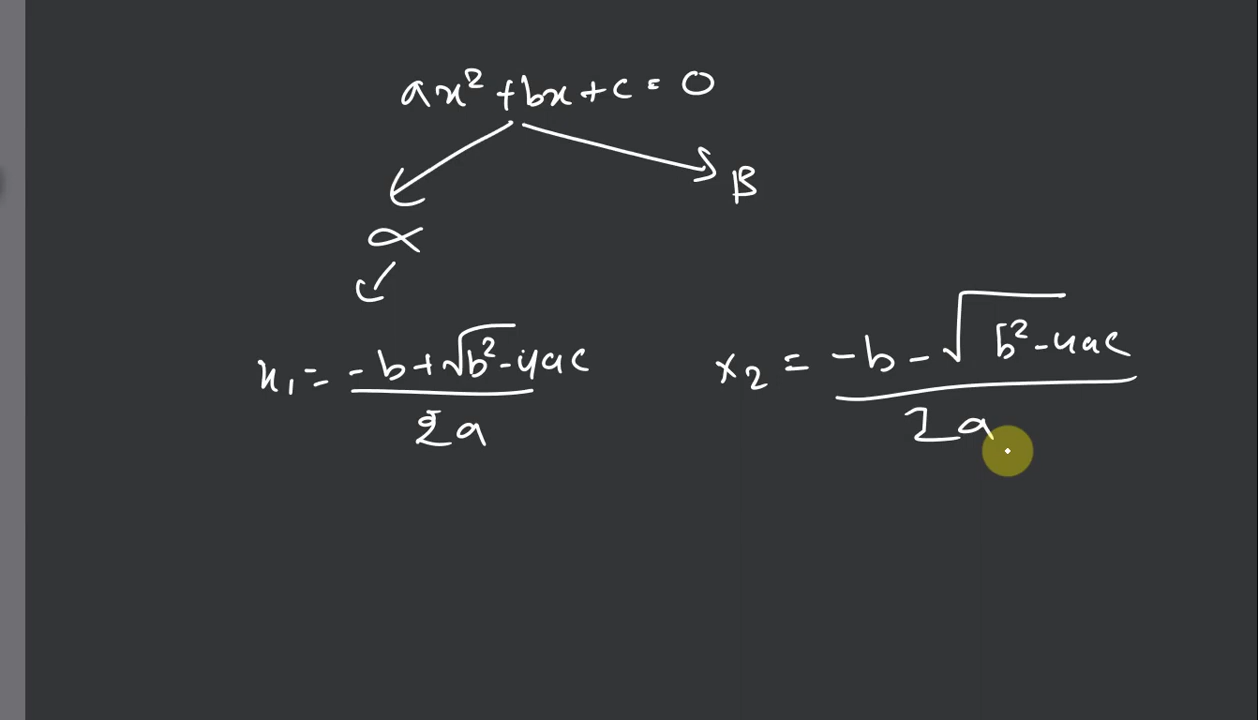 ax² + bx + c = 0
α β
x₁ = (-b + √(b² - 4ac)) / 2a x₂ = (-b - √(b² - 4ac)) / 2a